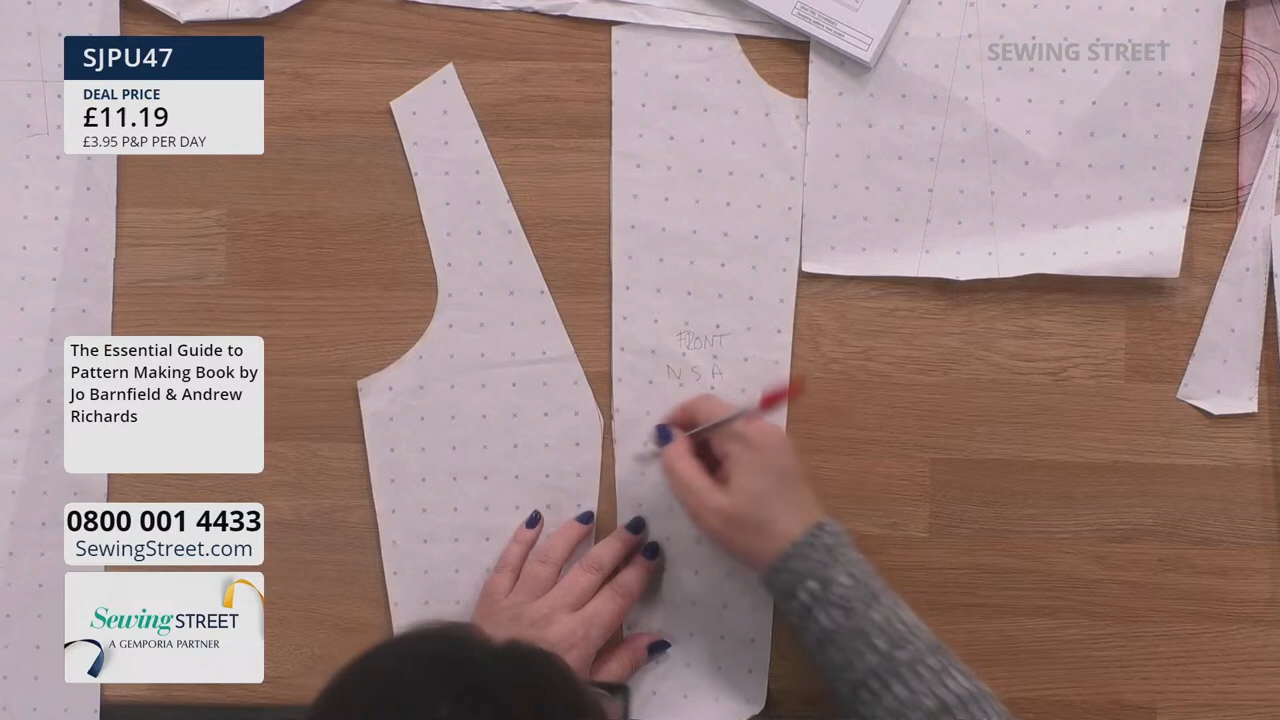 SJPU47
DEAL PRICE
£11.19
£3.95 P&P PER DAY
SEWING STREET
FRONT
N S A
The Essential Guide to
Pattern Making Book by
Jo Barnfield & Andrew
Richards
0800 001 4433
SewingStreet.com
Sewing STREET
A GEMPORIA PARTNER